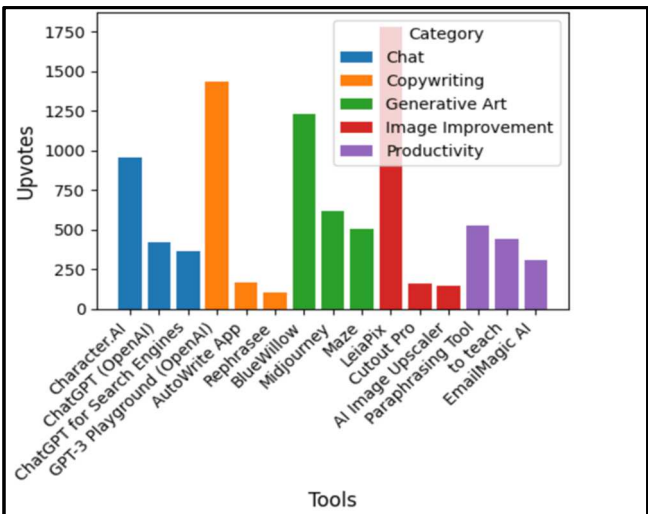 1750
1500
1250
1000
750
500
250
0
Upvotes
Category
Chat
Copywriting
Generative Art
Image Improvement
Productivity
Character.AI
ChatGPT (OpenAI)
ChatGPT for Search Engines
GPT-3 Playground (OpenAI)
AutoWrite App
Rephrasee
BlueWillow
Midjourney
Maze
LeiaPix
Cutout Pro
AI Image Upscaler
Paraphrasing Tool
to teach
EmailMagic AI
Tools